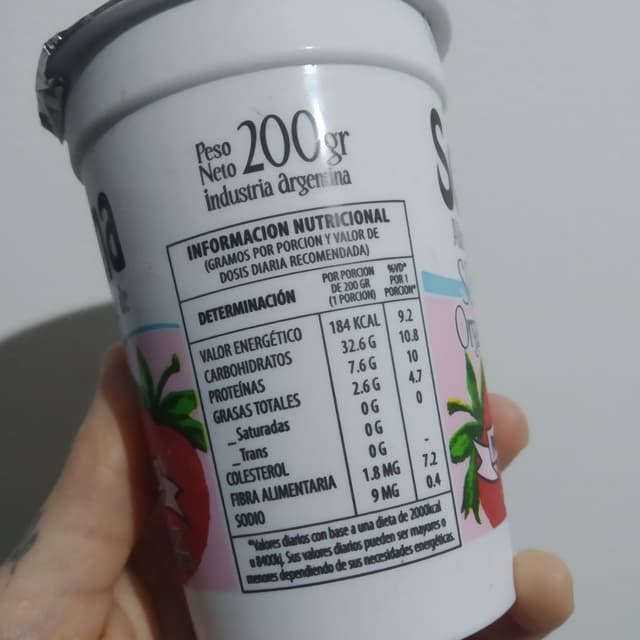 Peso
Neto 200 gr
industria argentina
INFORMACION NUTRICIONAL
(GRAMOS POR PORCION Y VALOR DE
DOSIS DIARIA RECOMENDADA)
DETERMINACIÓN POR PORCION DE 200 GR (1 PORCION) %VD* POR 1 PORCION*
VALOR ENERGÉTICO 184 KCAL 9.2
CARBOHIDRATOS 32.6 G 10.8
PROTEÍNAS 7.6 G 10
GRASAS TOTALES 2.6 G 4.7
_Saturadas 0 G 0
_Trans 0 G
COLESTEROL 0 G -
FIBRA ALIMENTARIA 1.8 MG 7.2
SODIO 9 MG 0.4
*Valores diarios con base a una dieta de 2000kcal
u 8400kj. Sus valores diarios pueden ser mayores o
menores dependiendo de sus necesidades energéticas.